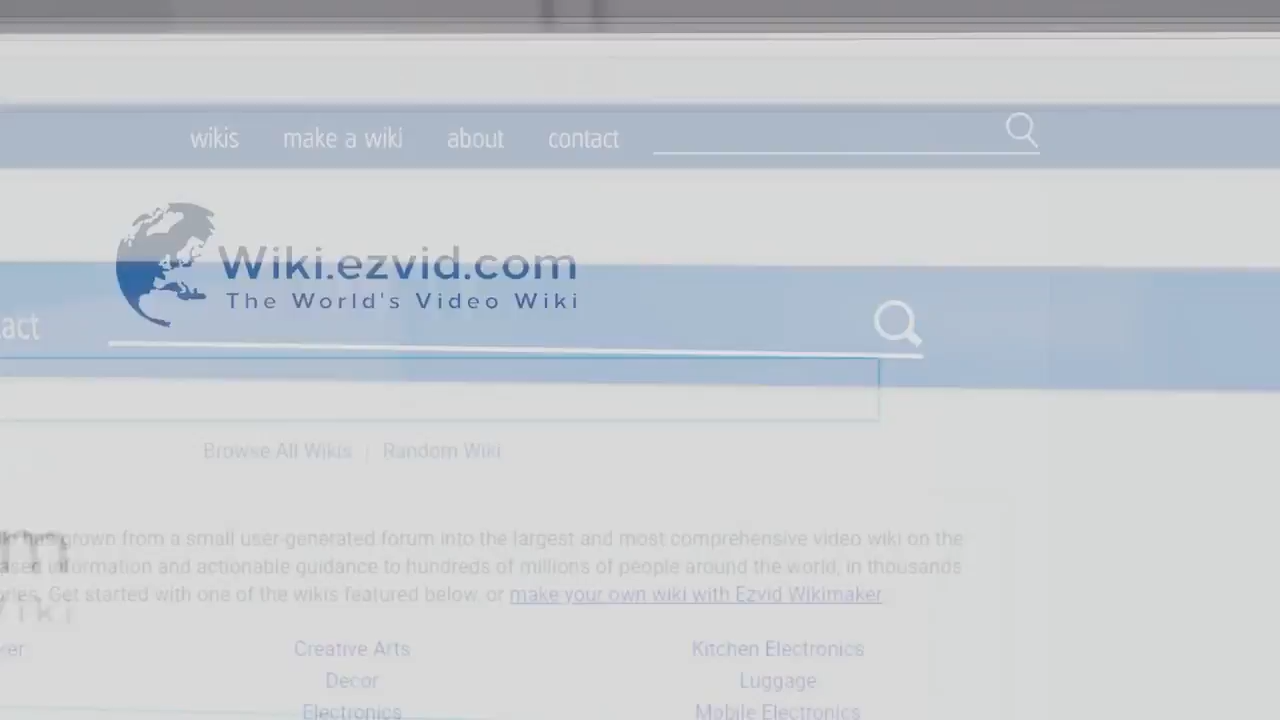 wikis make a wiki about contact
Wiki.ezvid.com
The World's Video Wiki
act
Browse All Wikis | Random Wiki
grown from a small user-generated forum into the largest and most comprehensive video wiki on the
information and actionable guidance to hundreds of millions of people around the world, in thousands
Get started with one of the wikis featured below, or make your own wiki with Ezvid Wikimaker
Creative Arts Kitchen Electronics
Decor Luggage
Electronics Mobile Electronics